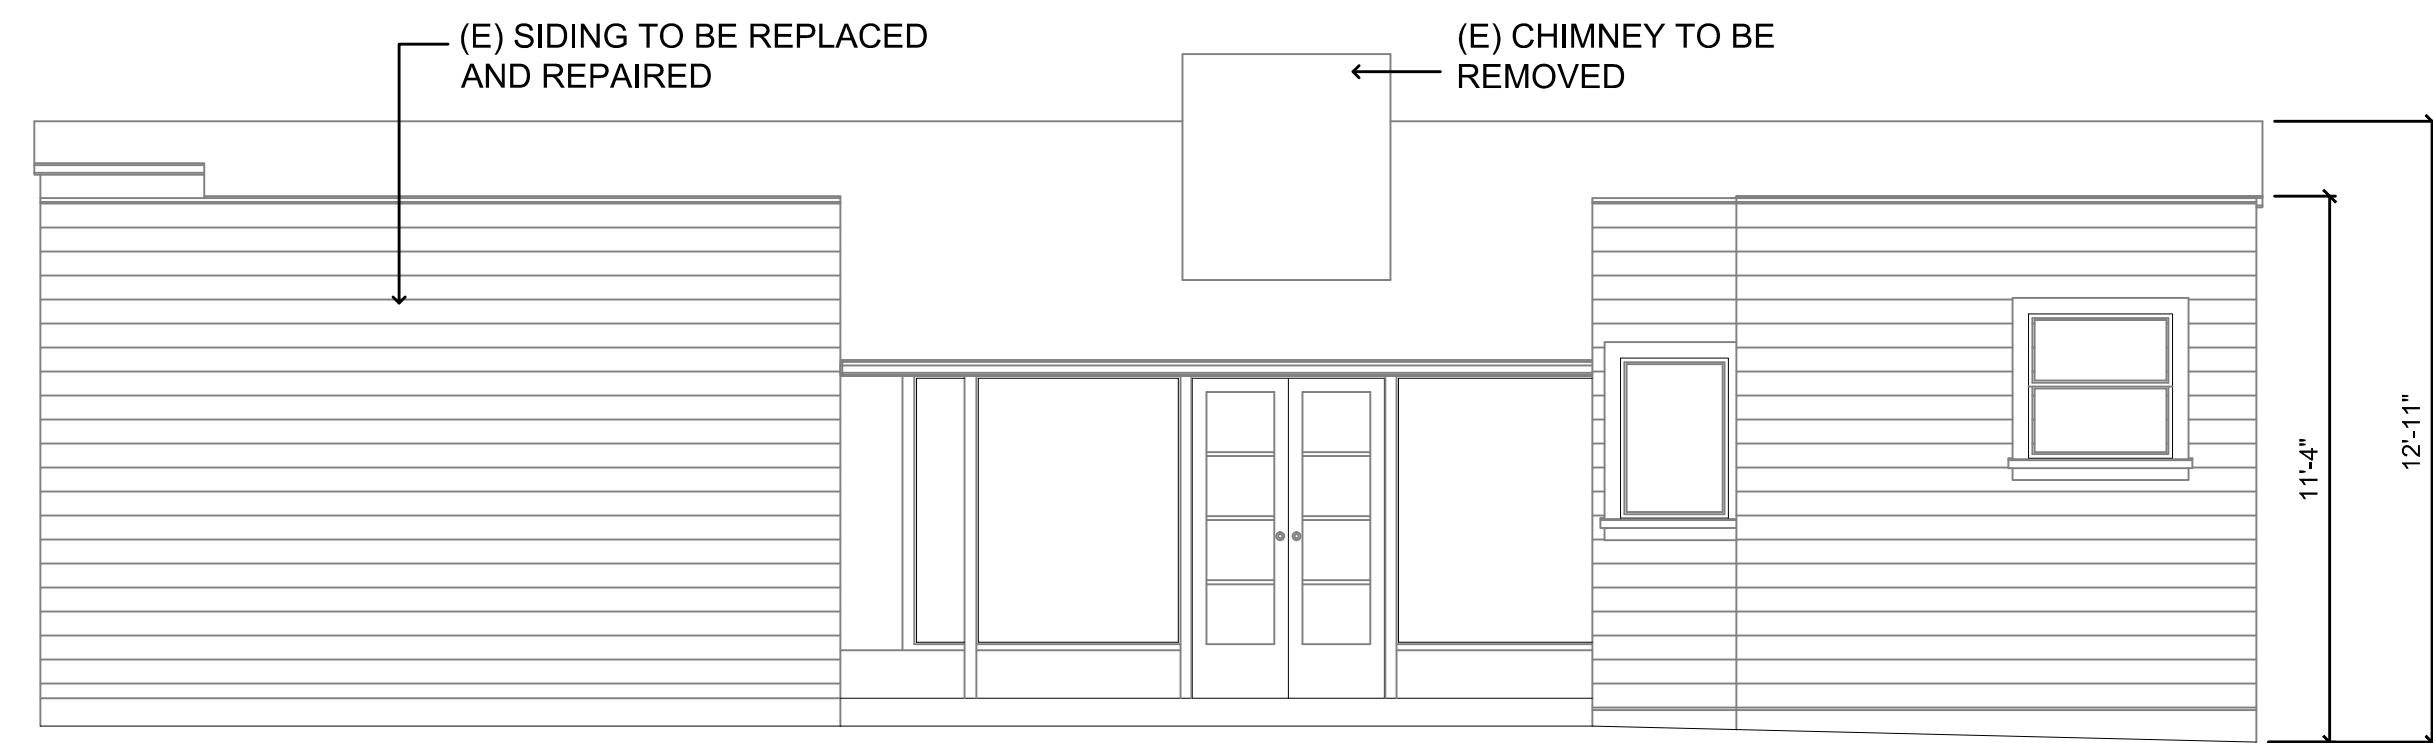 (E) SIDING TO BE REPLACED
AND REPAIRED
(E) CHIMNEY TO BE
REMOVED
11'-4"
12'-11"